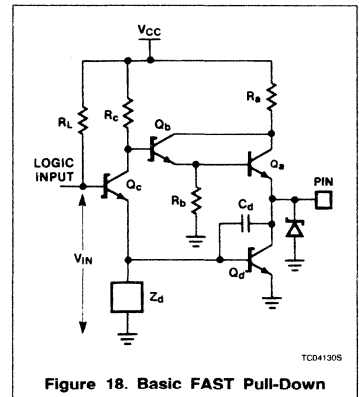 VCC
Rc
Ra
RL
Qb
LOGIC
INPUT
Qc
Qa
Rb
Cd
PIN
VIN
Zd
Qd
TC04130S
Figure 18. Basic FAST Pull-Down